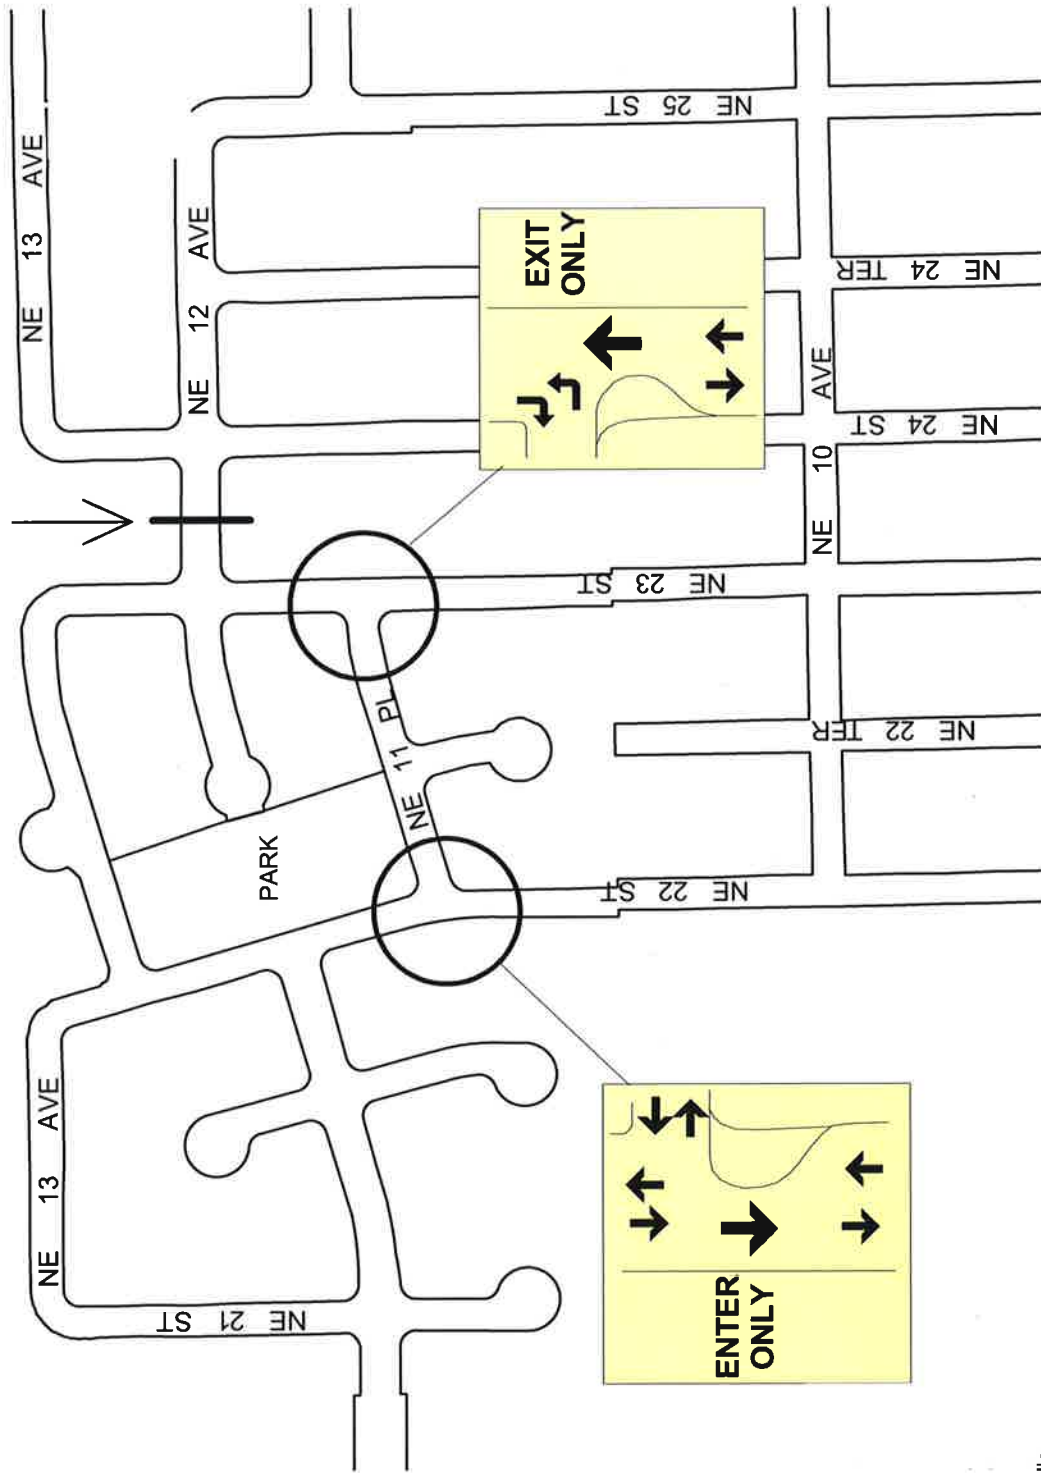 NE 13 AVE
NE 12 AVE
NE 25 ST
EXIT
ONLY
NE 24 TER
NE 24 ST
NE 10 AVE
NE 23 ST
NE 11 PL
NE 22 TER
PARK
NE 22 ST
NE 13 AVE
NE 21 ST
ENTER
ONLY